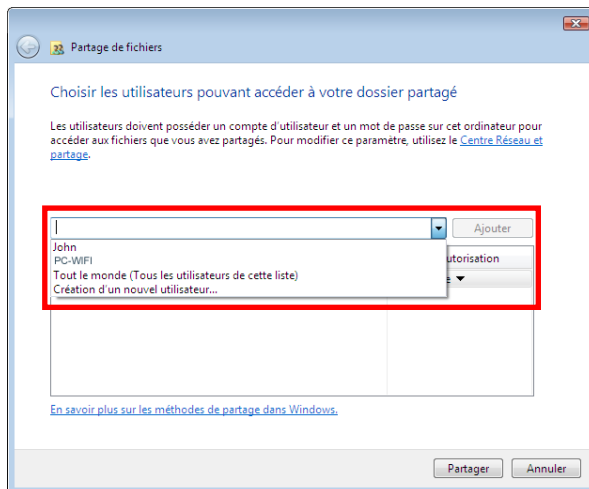 Partage de fichiers
Choisir les utilisateurs pouvant accéder à votre dossier partagé
Les utilisateurs doivent posséder un compte d'utilisateur et un mot de passe sur cet ordinateur pour
accéder aux fichiers que vous avez partagés. Pour modifier ce paramètre, utilisez le Centre Réseau et
partage.
Ajouter
John
PC-WIFI
Tout le monde (Tous les utilisateurs de cette liste)
Création d'un nouvel utilisateur...
utorisation
En savoir plus sur les méthodes de partage dans Windows.
Partager Annuler